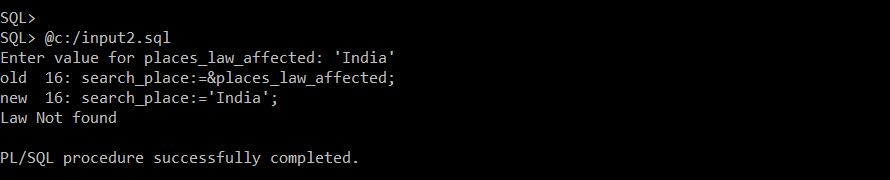 SQL>
SQL> @c:/input2.sql
Enter value for places_law_affected: 'India'
old  16: search_place:=&places_law_affected;
new  16: search_place:='India';
Law Not found
PL/SQL procedure successfully completed.